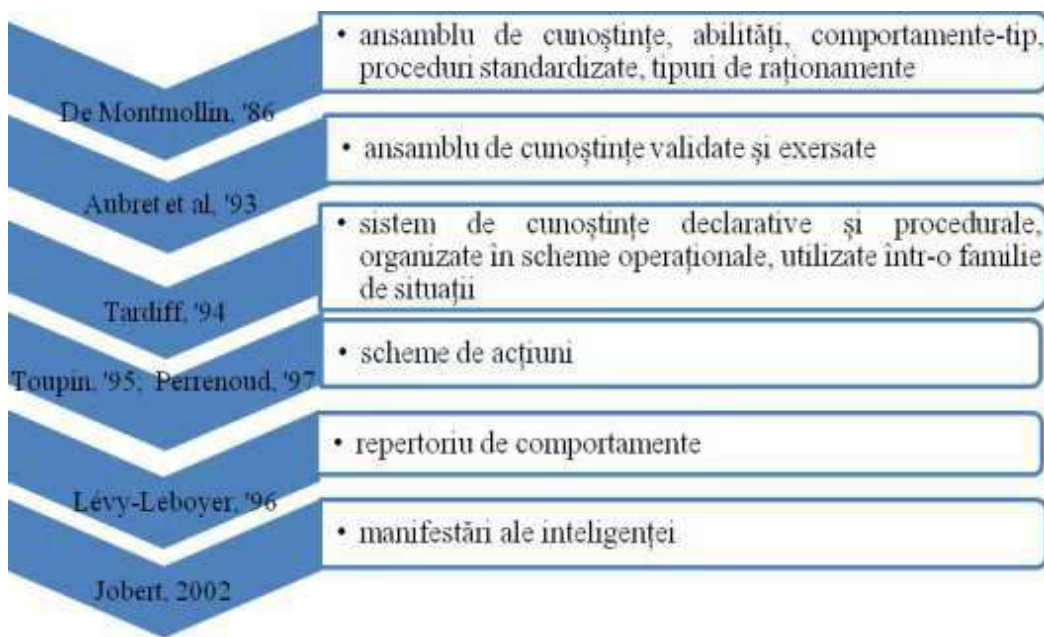 • ansamblu de cunoștințe, abilități, comportamente-tip,
proceduri standardizate, tipuri de raționamente
De Montmollin, '86
• ansamblu de cunoștințe validate și exersate
Aubret et al, '93
• sistem de cunoștințe declarative și procedurale,
organizate în scheme operaționale, utilizate într-o familie
de situații
Tardiff, '94
• scheme de acțiuni
Toupin, '95; Perrenoud, '97
• repertoriu de comportamente
Lévy-Leboyer, '96
• manifestări ale inteligenței
Jobert, 2002